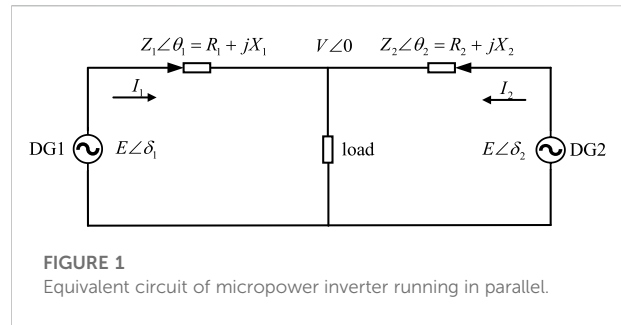 Z₁∠θ₁ = R₁ + jX₁ V∠0 Z₂∠θ₂ = R₂ + jX₂
I₁ I₂
DG1 E∠δ₁ load E∠δ₂ DG2
FIGURE 1
Equivalent circuit of micropower inverter running in parallel.